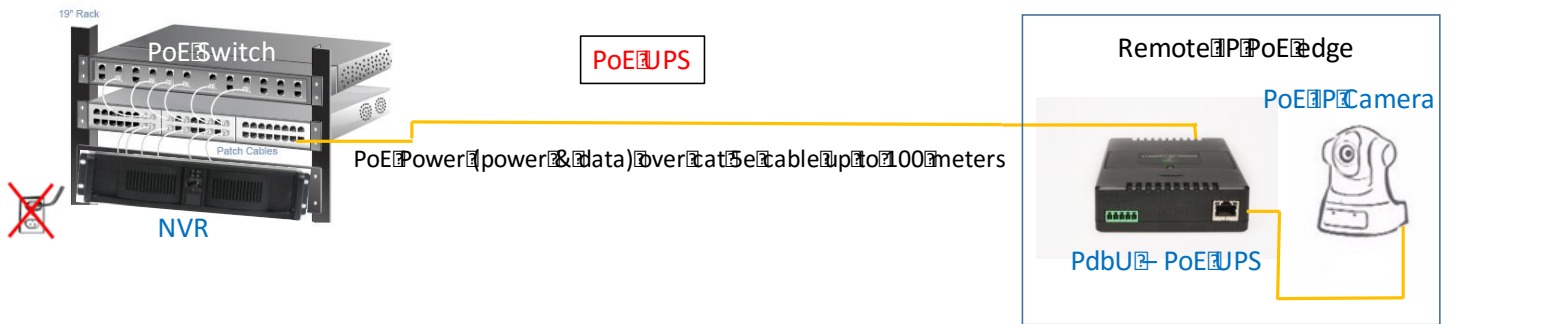 19" Rack
PoE Switch
Patch Cables
NVR
PoE UPS
PoE Power (power & data) over cat 5e cable up to 100 meters
Remote IP PoE edge
PoE IP Camera
PdbU – PoE UPS